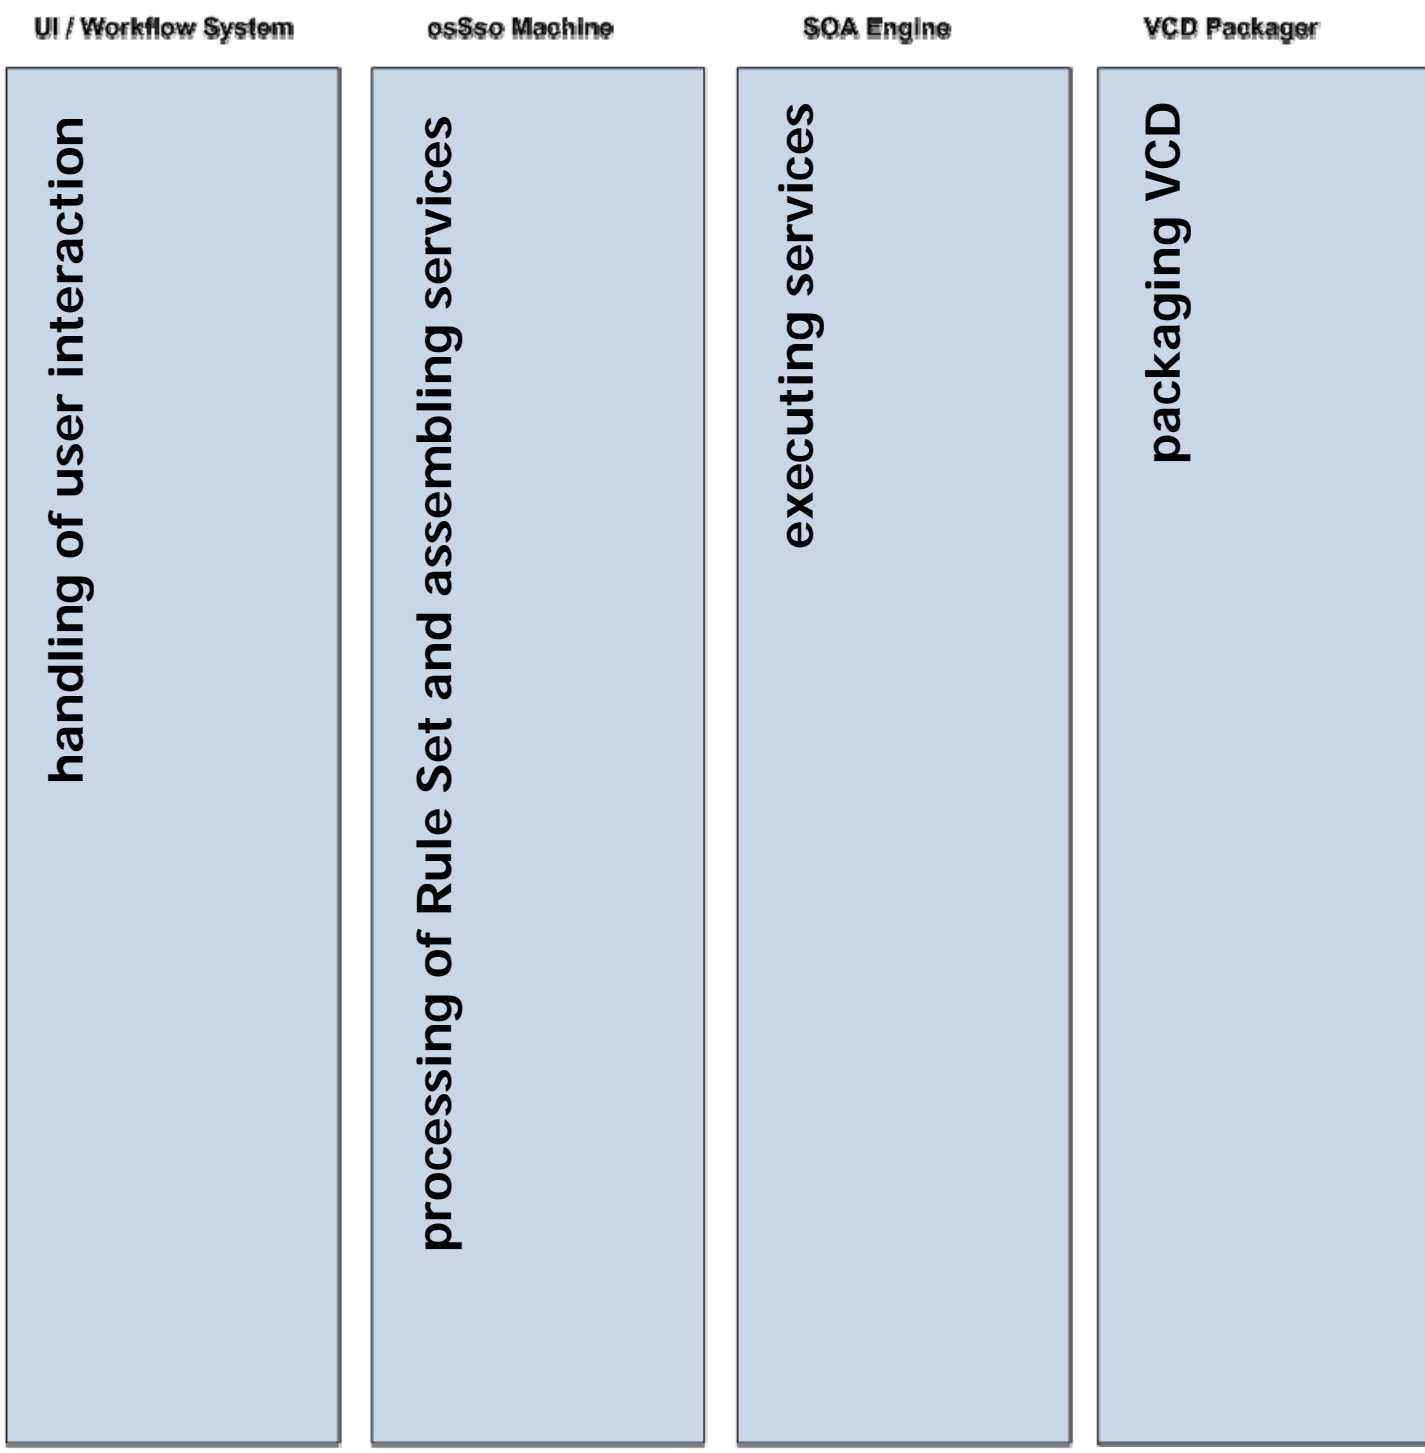 UI / Workflow System
osSso Machine
SOA Engine
VCD Packager
handling of user interaction
processing of Rule Set and assembling services
executing services
packaging VCD